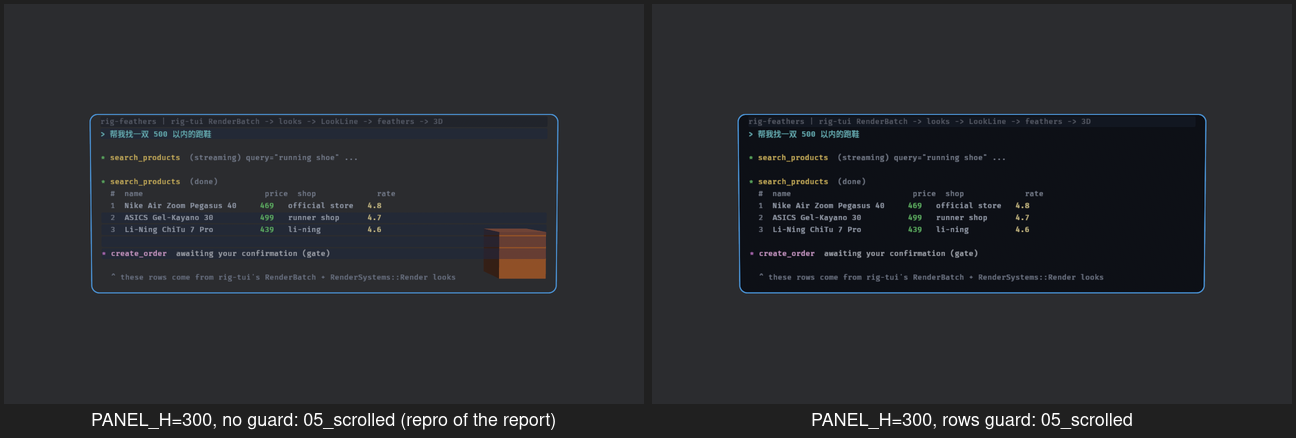 rig-feathers | rig-tui RenderBatch -> looks -> LookLine -> feathers -> 3D
> 帮我找一双 500 以内的跑鞋
• search_products (streaming) query="running shoe" ...
• search_products (done)
# name price shop rate
1 Nike Air Zoom Pegasus 40 469 official store 4.8
2 ASICS Gel-Kayano 30 499 runner shop 4.7
3 Li-Ning ChiTu 7 Pro 439 li-ning 4.6
• create_order awaiting your confirmation (gate)
^ these rows come from rig-tui's RenderBatch • RenderSystems::Render looks
PANEL_H=300, no guard: 05_scrolled (repro of the report)
rig-feathers | rig-tui RenderBatch -> looks -> LookLine -> feathers -> 3D
> 帮我找一双 500 以内的跑鞋
• search_products (streaming) query="running shoe" ...
• search_products (done)
# name price shop rate
1 Nike Air Zoom Pegasus 40 469 official store 4.8
2 ASICS Gel-Kayano 30 499 runner shop 4.7
3 Li-Ning ChiTu 7 Pro 439 li-ning 4.6
• create_order awaiting your confirmation (gate)
^ these rows come from rig-tui's RenderBatch • RenderSystems::Render looks
PANEL_H=300, rows guard: 05_scrolled